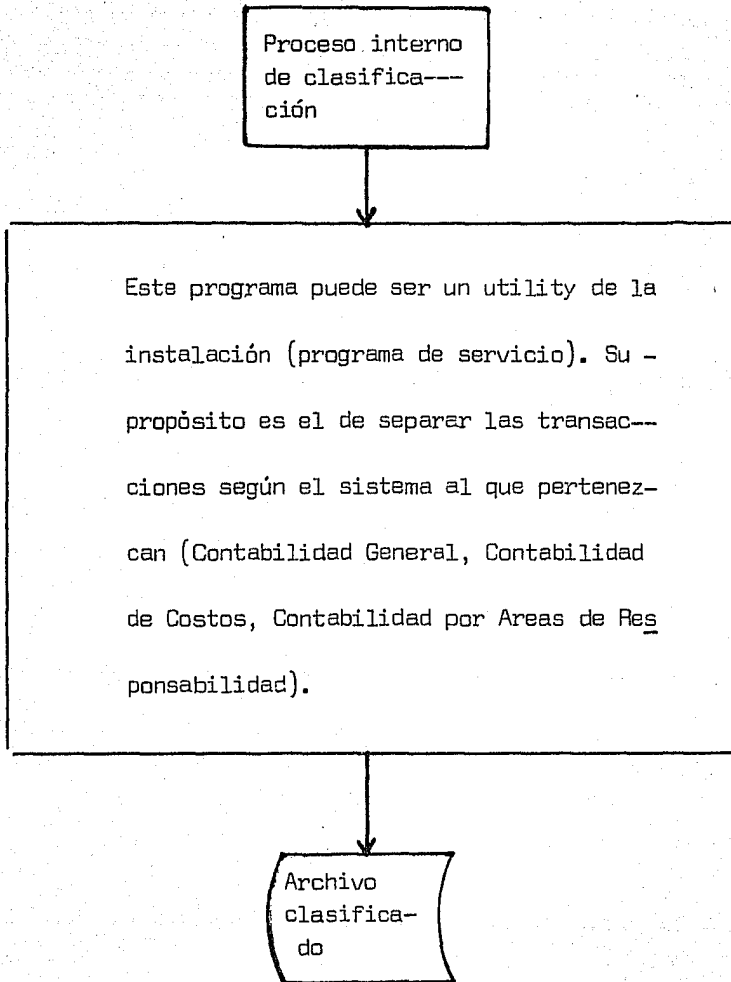 Proceso interno
de clasifica---
ción
Este programa puede ser un utility de la
instalación (programa de servicio). Su -
propósito es el de separar las transac--
ciones según el sistema al que pertenez-
can (Contabilidad General, Contabilidad
de Costos, Contabilidad por Areas de Res
ponsabilidad).
Archivo
clasifica-
do